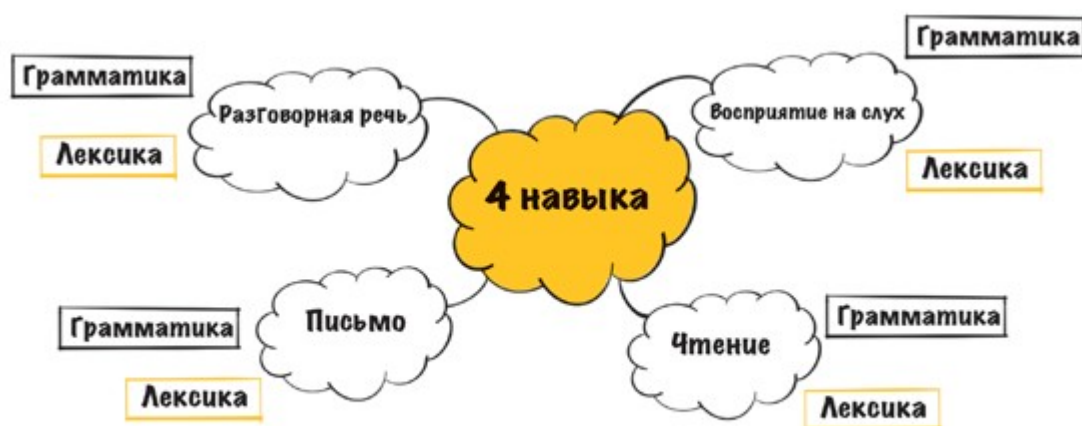 Грамматика
Разговорная речь
Лексика
Грамматика
Восприятие на слух
Лексика
4 навыка
Грамматика
Письмо
Лексика
Грамматика
Чтение
Лексика